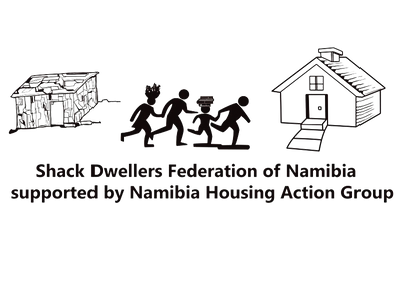 Shack Dwellers Federation of Namibia
supported by Namibia Housing Action Group